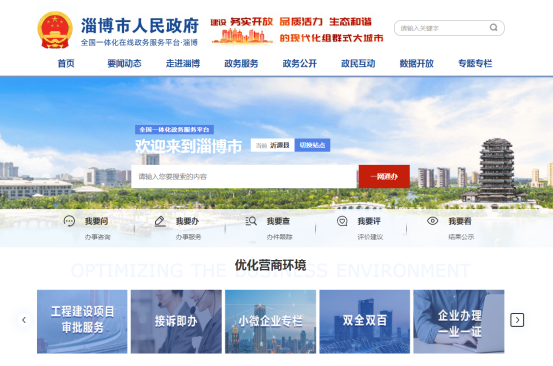 淄博市人民政府
全国一体化在线政务服务平台·淄博
建设 务实开放 品质活力 生态和谐
的现代化组群式大城市
请输入关键字
首页 要闻动态 走进淄博 政务服务 政务公开 政民互动 数据开放 专题专栏
全国一体化政务服务平台
欢迎来到淄博市 当前 沂源县 切换站点
请输入您要搜索的内容 一网通办
我要问 我要办 我要查 我要评 我要看
办事咨询 办事服务 办件跟踪 评价建议 结果公示
OPTIMIZING THE BUSINESS ENVIRONMENT
优化营商环境
工程建设项目
审批服务
接诉即办
小微企业专栏
双全双百
企业办理
一业一证